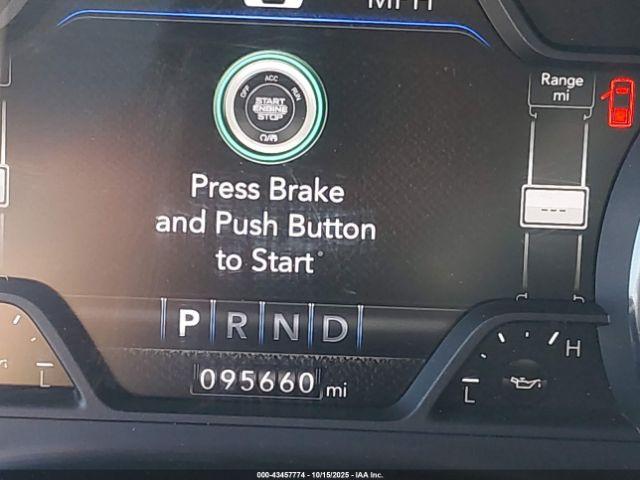 MPH
OFF ACC RUN
START
ENGINE
STOP
Range
mi
Press Brake
and Push Button
to Start
---
P R N D
095660 mi
L
L
H
000-43457774 - 10/15/2025 - IAA Inc.